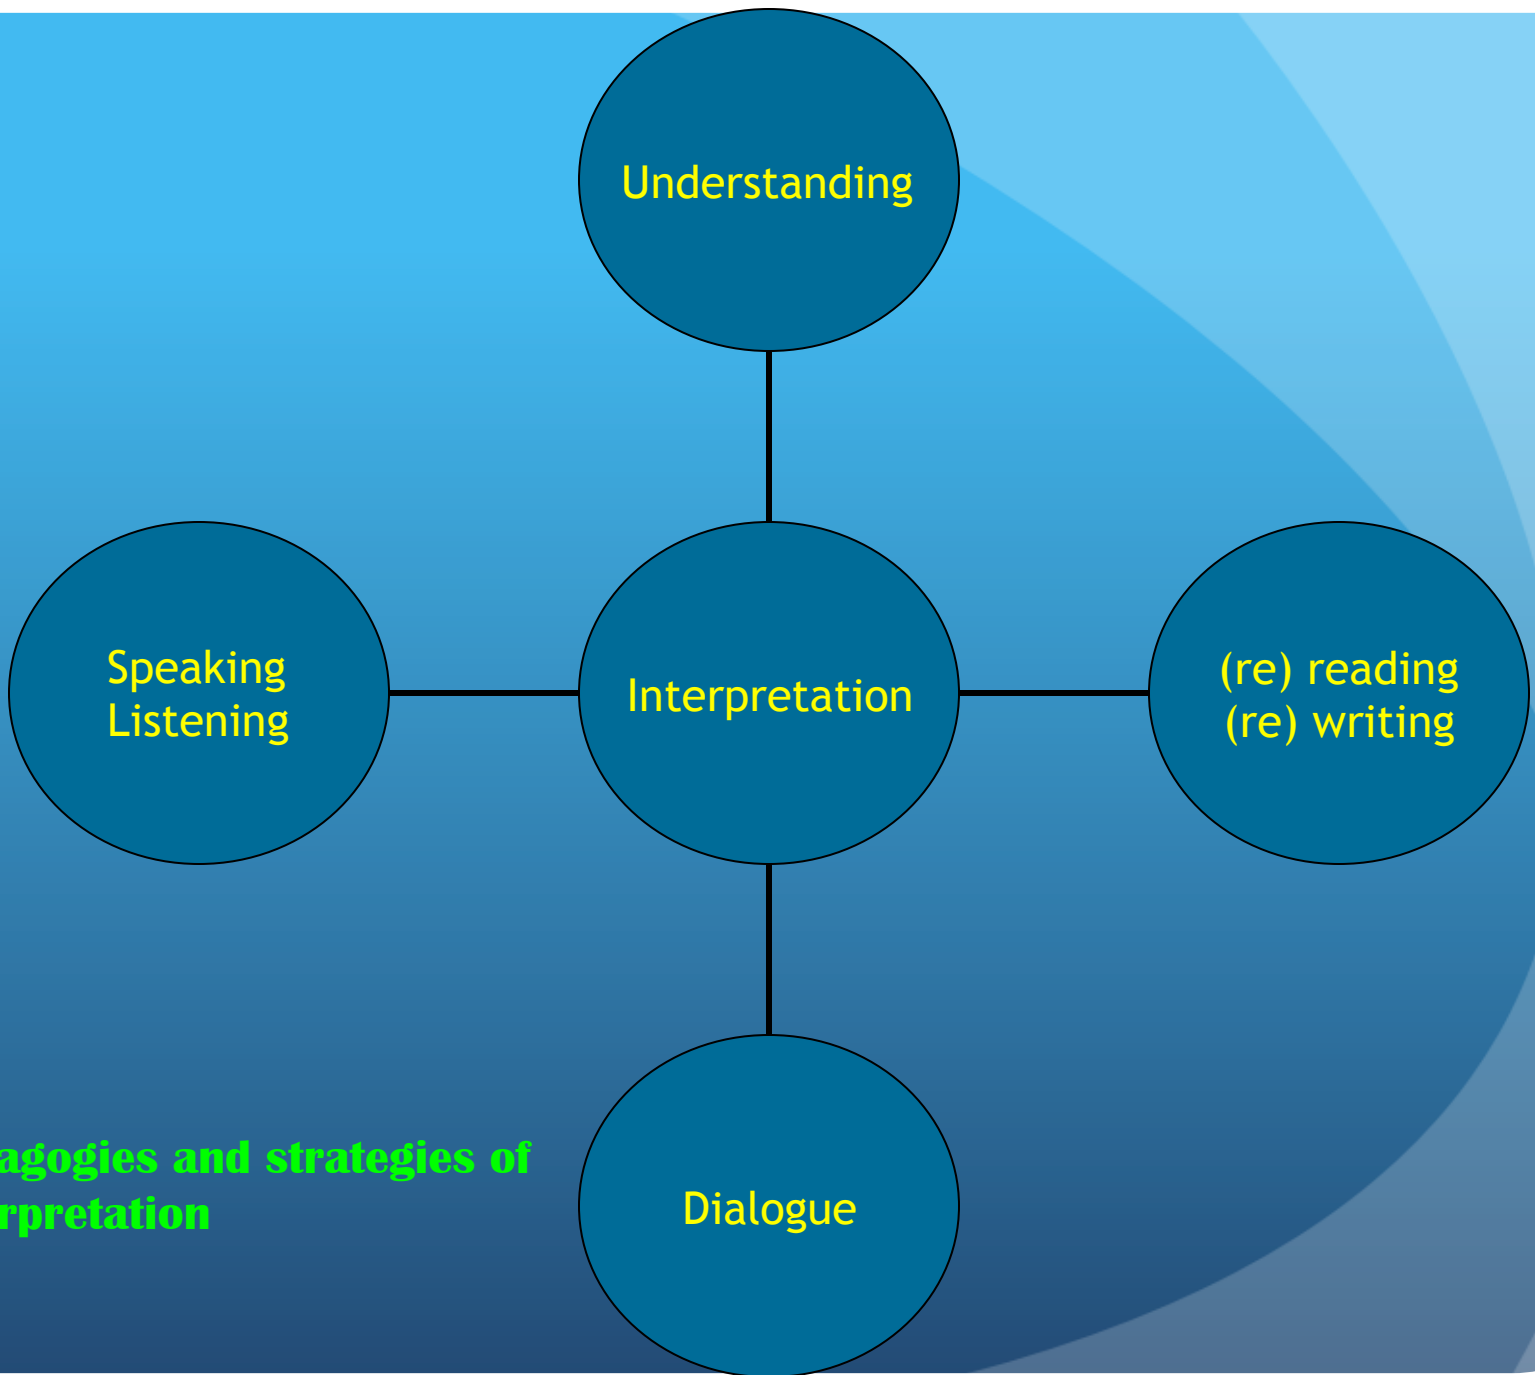 Understanding
Speaking
Listening
Interpretation
(re) reading
(re) writing
agogies and strategies of
rpretation
Dialogue